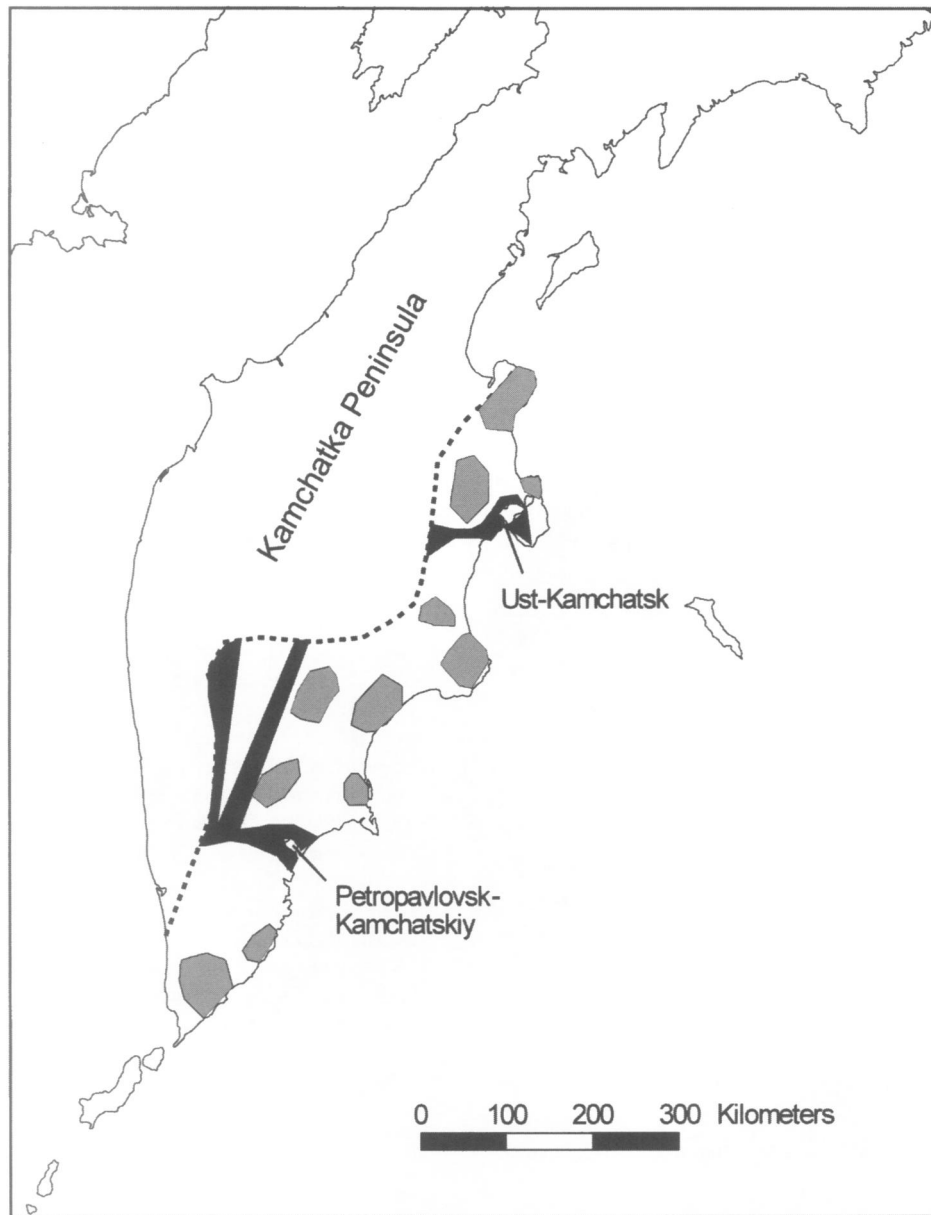 Kamchatka Peninsula
Ust-Kamchatsk
Petropavlovsk-
Kamchatskiy
0 100 200 300 Kilometers